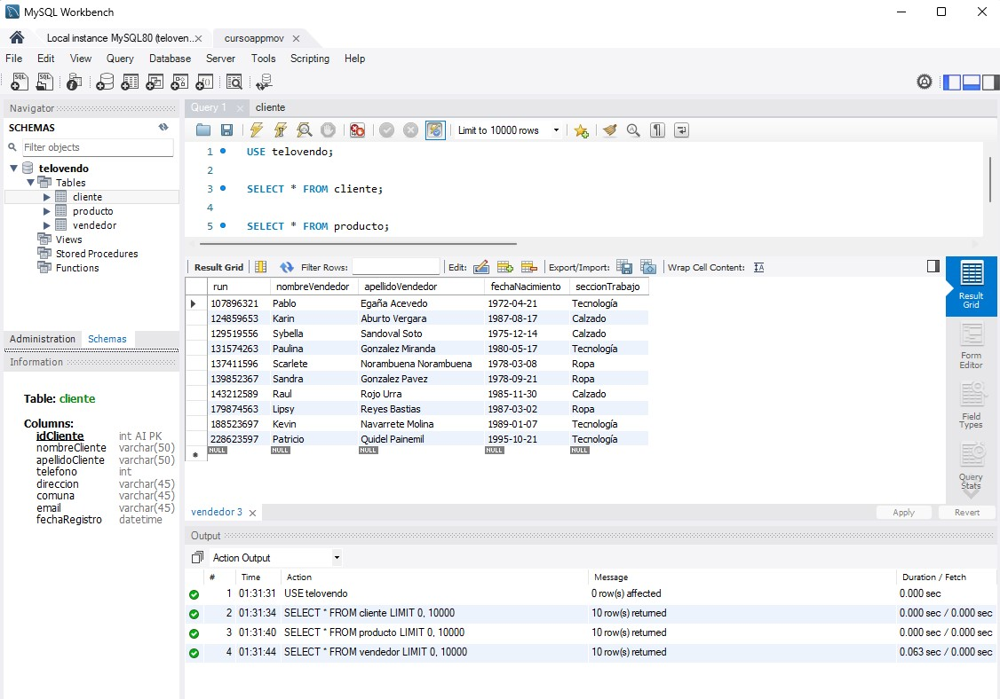 MySQL Workbench
Local instance MySQL80 (teloven.. × cursoappmov ×
File Edit View Query Database Server Tools Scripting Help
Navigator
SCHEMAS
Filter objects
telovendo
Tables
cliente
producto
vendedor
Views
Stored Procedures
Functions
Administration Schemas
Information
Table: cliente
Columns:
idCliente int AI PK
nombreCliente varchar(50)
apellidoCliente varchar(50)
telefono int
direccion varchar(45)
comuna varchar(45)
email varchar(45)
fechaRegistro datetime
Query 1 × cliente
Limit to 10000 rows
1 USE telovendo;
2
3 SELECT * FROM cliente;
4
5 SELECT * FROM producto;
Result Grid Filter Rows: Edit: Export/Import: Wrap Cell Content: IA
run nombreVendedor apellidoVendedor fechaNacimiento seccionTrabajo
107896321 Pablo Egaña Acevedo 1972-04-21 Tecnología
124859653 Karin Aburto Vergara 1987-08-17 Calzado
129519556 Sybella Sandoval Soto 1975-12-14 Calzado
131574263 Paulina Gonzalez Miranda 1980-05-17 Tecnología
137411596 Scarlete Norambuena Norambuena 1978-03-08 Ropa
139852367 Sandra Gonzalez Pavez 1978-09-21 Ropa
143212589 Raul Rojo Urra 1985-11-30 Calzado
179874563 Lipsy Reyes Bastias 1987-03-02 Ropa
188523697 Kevin Navarrete Molina 1989-01-07 Tecnología
228623597 Patricio Quidel Painemil 1995-10-21 Tecnología
NULL NULL NULL NULL NULL
Result Grid
Form Editor
Field Types
Query Stats
vendedor 3 × Apply Revert
Output
Action Output
# Time Action Message Duration / Fetch
1 01:31:31 USE telovendo 0 row(s) affected 0.000 sec
2 01:31:34 SELECT * FROM cliente LIMIT 0, 10000 10 row(s) returned 0.000 sec / 0.000 sec
3 01:31:40 SELECT * FROM producto LIMIT 0, 10000 10 row(s) returned 0.000 sec / 0.000 sec
4 01:31:44 SELECT * FROM vendedor LIMIT 0, 10000 10 row(s) returned 0.063 sec / 0.000 sec